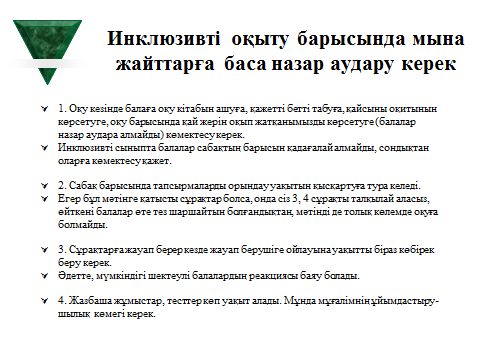 Инклюзивті оқыту барысында мына
жайттарға баса назар аудару керек
1. Оқу кезінде балаға оқу кітабын ашуға, қажетті бетті табуға, қайсыны оқитынын
көрсетуге, оқу барысында қай жерін оқып жатқанымызды көрсетуге (балалар
назар аудара алмайды) көмектесу керек.
Инклюзивті сыныпта балалар сабақтың барысын қадағалай алмайды, сондықтан
оларға көмектесу қажет.
2. Сабақ барысында тапсырмаларды орындау уақытын қысқартуға тура келеді.
Егер бұл мәтінге қатысты сұрақтар болса, онда сіз 3, 4 сұрақты талқылай аласыз,
өйткені балалар өте тез шаршайтын болғандықтан, мәтінді де толық көлемде оқуға
болмайды.
3. Сұрақтарға жауап берер кезде жауап берушіге ойлауына уақытты біраз көбірек
беру керек.
Әдетте, мүмкіндігі шектеулі балалардың реакциясы баяу болады.
4. Жазбаша жұмыстар, тесттер көп уақыт алады. Мұнда мұғалімнің ұйымдастыру-
шылық көмегі керек.